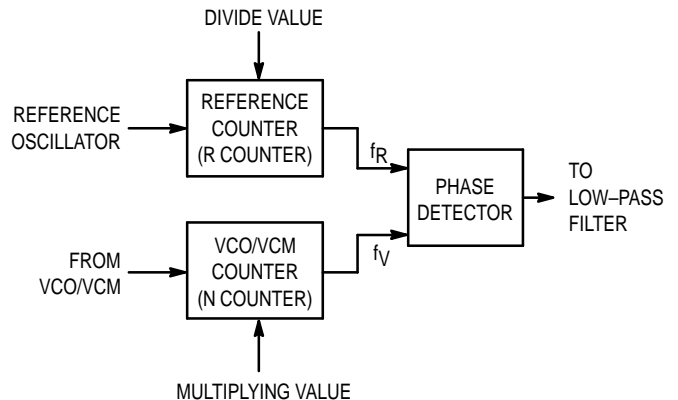 DIVIDE VALUE
REFERENCE
OSCILLATOR
REFERENCE
COUNTER
(R COUNTER)
fR
PHASE
DETECTOR
TO
LOW–PASS
FILTER
FROM
VCO/VCM
VCO/VCM
COUNTER
(N COUNTER)
fV
MULTIPLYING VALUE